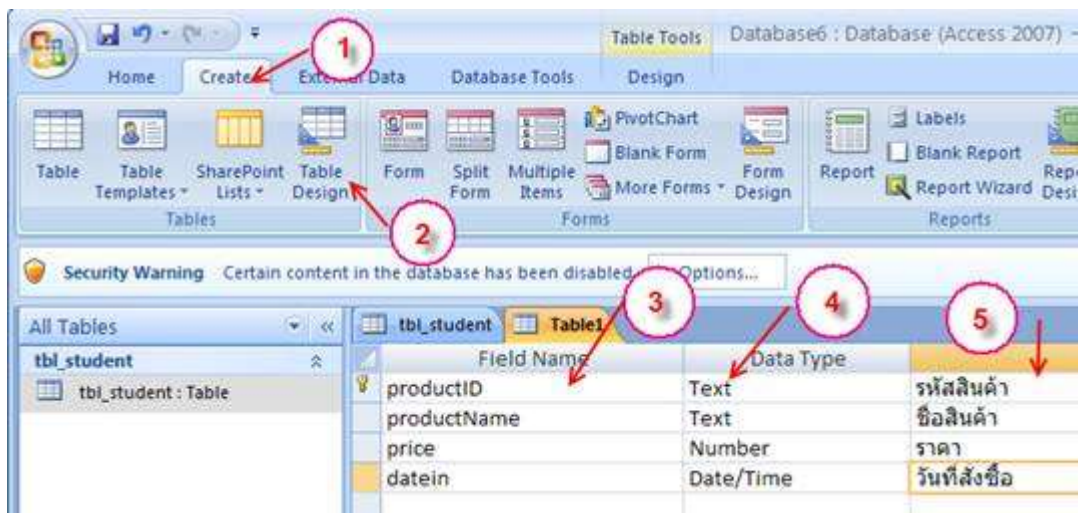 Table Tools
Database6 : Database (Access 2007) -
Home
Create
External Data
Database Tools
Design
1
Table
Table Templates
SharePoint Lists
Table Design
Form
Split Form
Multiple Items
PivotChart
Blank Form
More Forms
Form Design
Report
Labels
Blank Report
Report Wizard
Tables
Forms
Reports
2
Security Warning Certain content in the database has been disabled
Options...
3
4
5
All Tables
tbl_student
Table1
tbl_student
tbl_student : Table
Field Name
Data Type
productID
Text
รหัสสินค้า
productName
Text
ชื่อสินค้า
price
Number
ราคา
datein
Date/Time
วันที่สั่งซื้อ